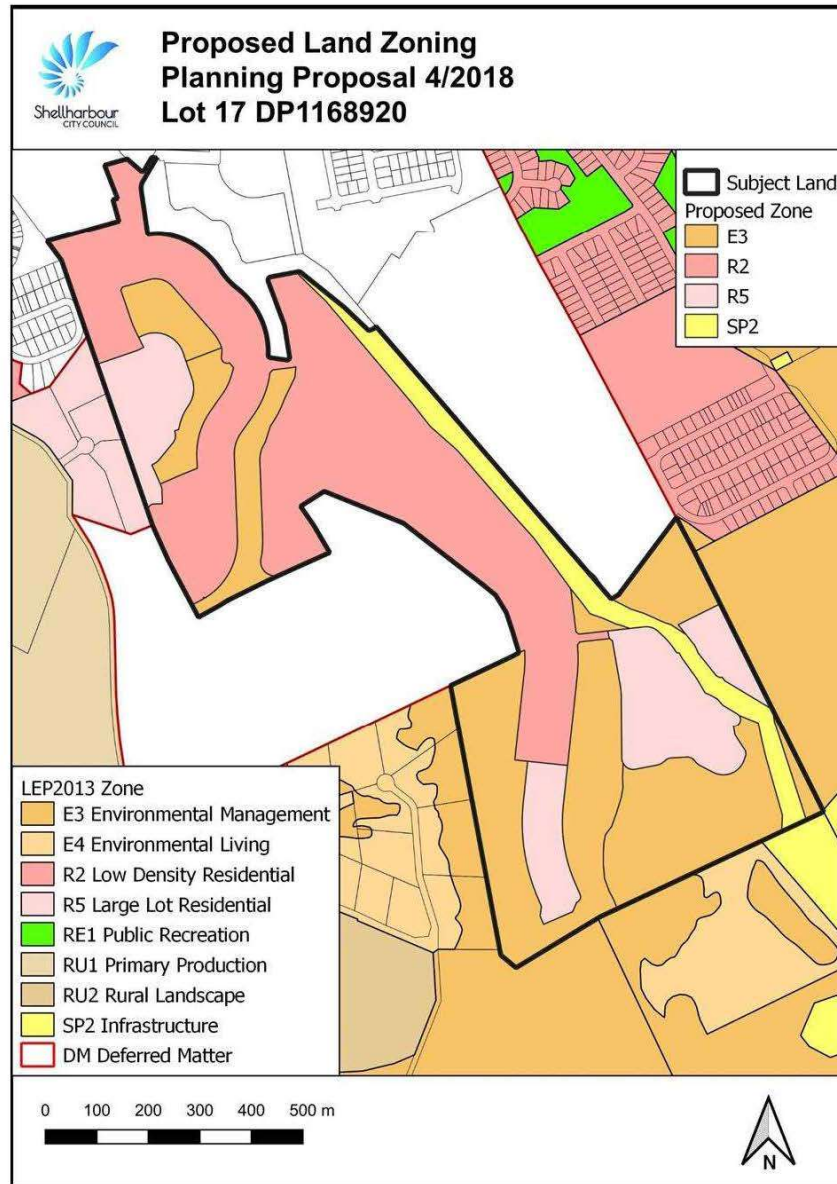 Shellharbour
CITY COUNCIL
Proposed Land Zoning
Planning Proposal 4/2018
Lot 17 DP1168920
Subject Land
Proposed Zone
E3
R2
R5
SP2
LEP2013 Zone
E3 Environmental Management
E4 Environmental Living
R2 Low Density Residential
R5 Large Lot Residential
RE1 Public Recreation
RU1 Primary Production
RU2 Rural Landscape
SP2 Infrastructure
DM Deferred Matter
0 100 200 300 400 500 m
N